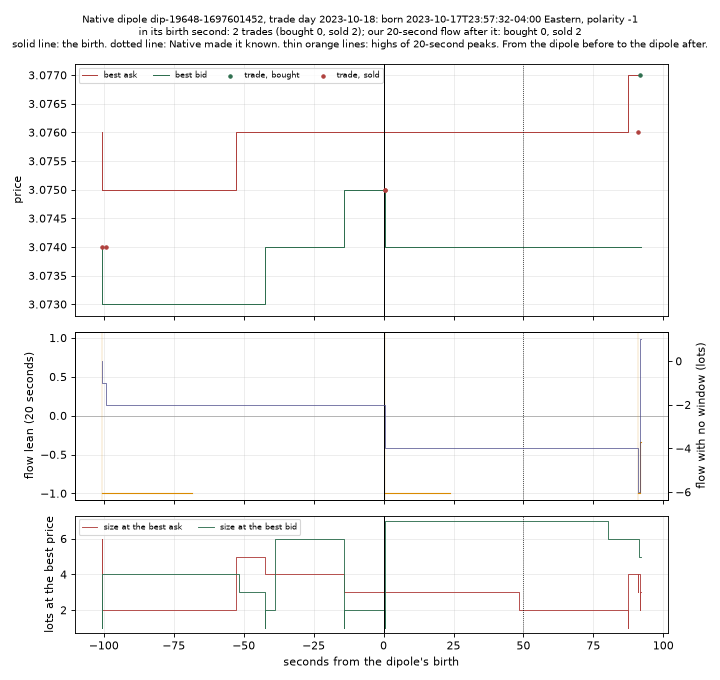 Native dipole dip-19648-1697601452, trade day 2023-10-18: born 2023-10-17T23:57:32-04:00 Eastern, polarity -1
in its birth second: 2 trades (bought 0, sold 2); our 20-second flow after it: bought 0, sold 2
solid line: the birth. dotted line: Native made it known. thin orange lines: highs of 20-second peaks. From the dipole before to the dipole after.
best ask
best bid
trade, bought
trade, sold
3.0770
3.0765
3.0760
3.0755
3.0750
3.0745
3.0740
3.0735
3.0730
price
1.0
0.5
0.0
−0.5
−1.0
flow lean (20 seconds)
0
−2
−4
−6
flow with no window (lots)
size at the best ask
size at the best bid
6
4
2
lots at the best price
−100
−75
−50
−25
0
25
50
75
100
seconds from the dipole's birth